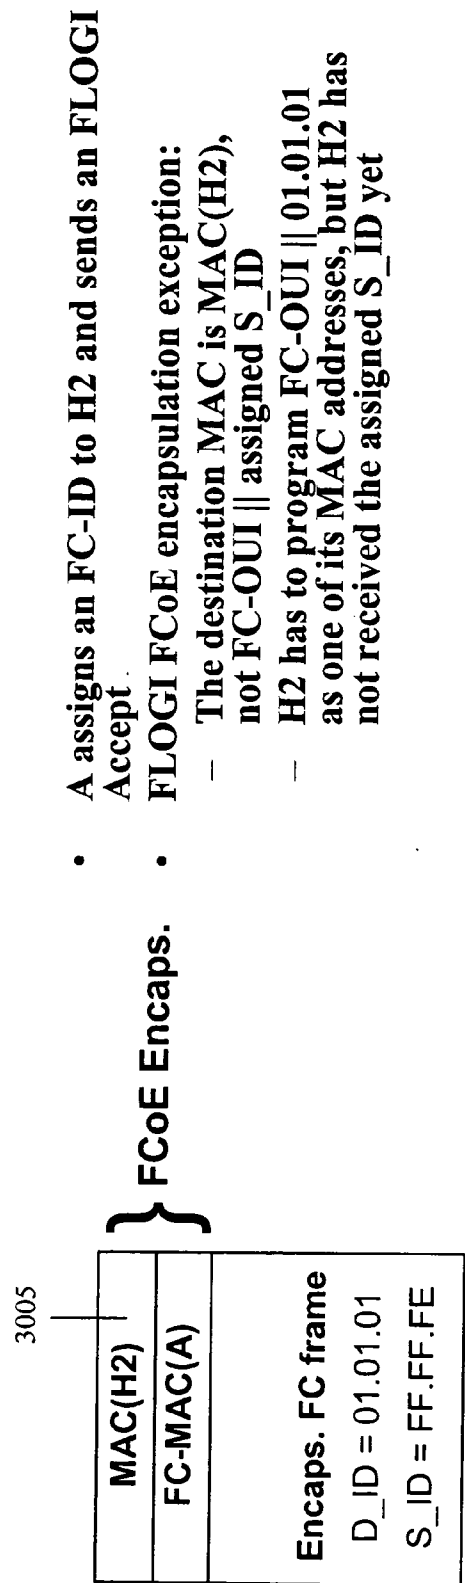 3005
MAC(H2)
FC-MAC(A)
FCoE Encaps.
Encaps. FC frame
D_ID = 01.01.01
S_ID = FF.FF.FE
• A assigns an FC-ID to H2 and sends an FLOGI
Accept
• FLOGI FCoE encapsulation exception:
– The destination MAC is MAC(H2),
not FC-OUI || assigned S_ID
– H2 has to program FC-OUI || 01.01.01
as one of its MAC addresses, but H2 has
not received the assigned S_ID yet